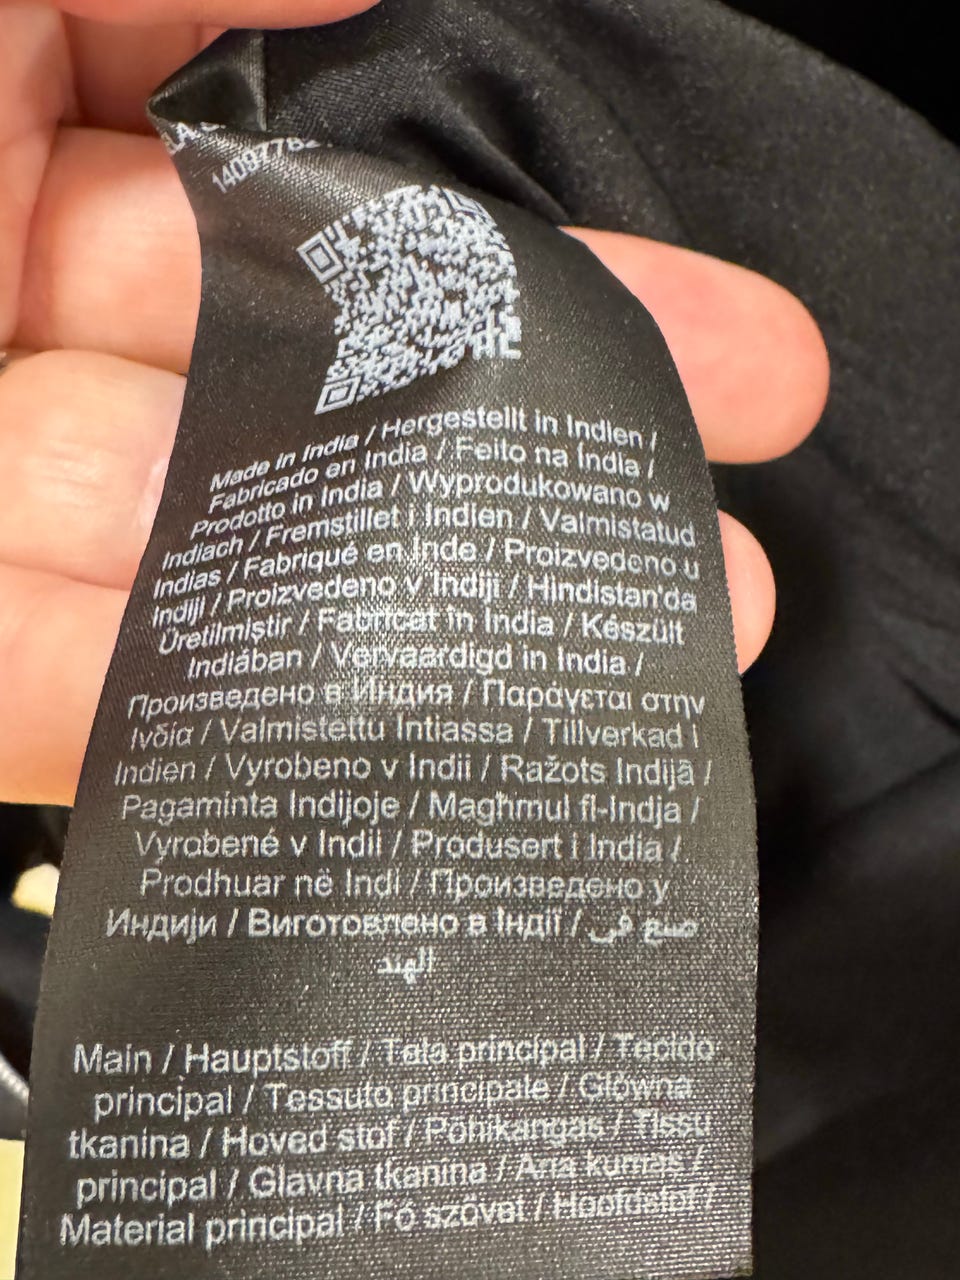 Made in India / Hergestellt in Indien /
Fabricado en India / Feito na Índia /
Prodotto in India / Wyprodukowano w
Indiach / Fremstillet i Indien / Valmistatud
Indias / Fabriqué en Inde / Proizvedeno u
Indiji / Proizvedeno v Indiji / Hindistan'da
Üretilmiştir / Fabricat în India / Készült
Indiában / Vervaardigd in India /
Произведено в Индия / Παράγεται στην
Ινδία / Valmistettu Intiassa / Tillverkad i
Indien / Vyrobeno v Indii / Ražots Indijā /
Pagaminta Indijoje / Magħmul fl-Indja /
Vyrobené v Indii / Produsert i India /
Prodhuar në Indi / Произведено у
Индији / Виготовлено в Індії / صنع في
الهند
Main / Hauptstoff / Tela principal / Tecido
principal / Tessuto principale / Główna
tkanina / Hoved stof / Põhikangas / Tissu
principal / Glavna tkanina / Ana kumaş /
Material principal / Fő szövet / Hoofdstof /